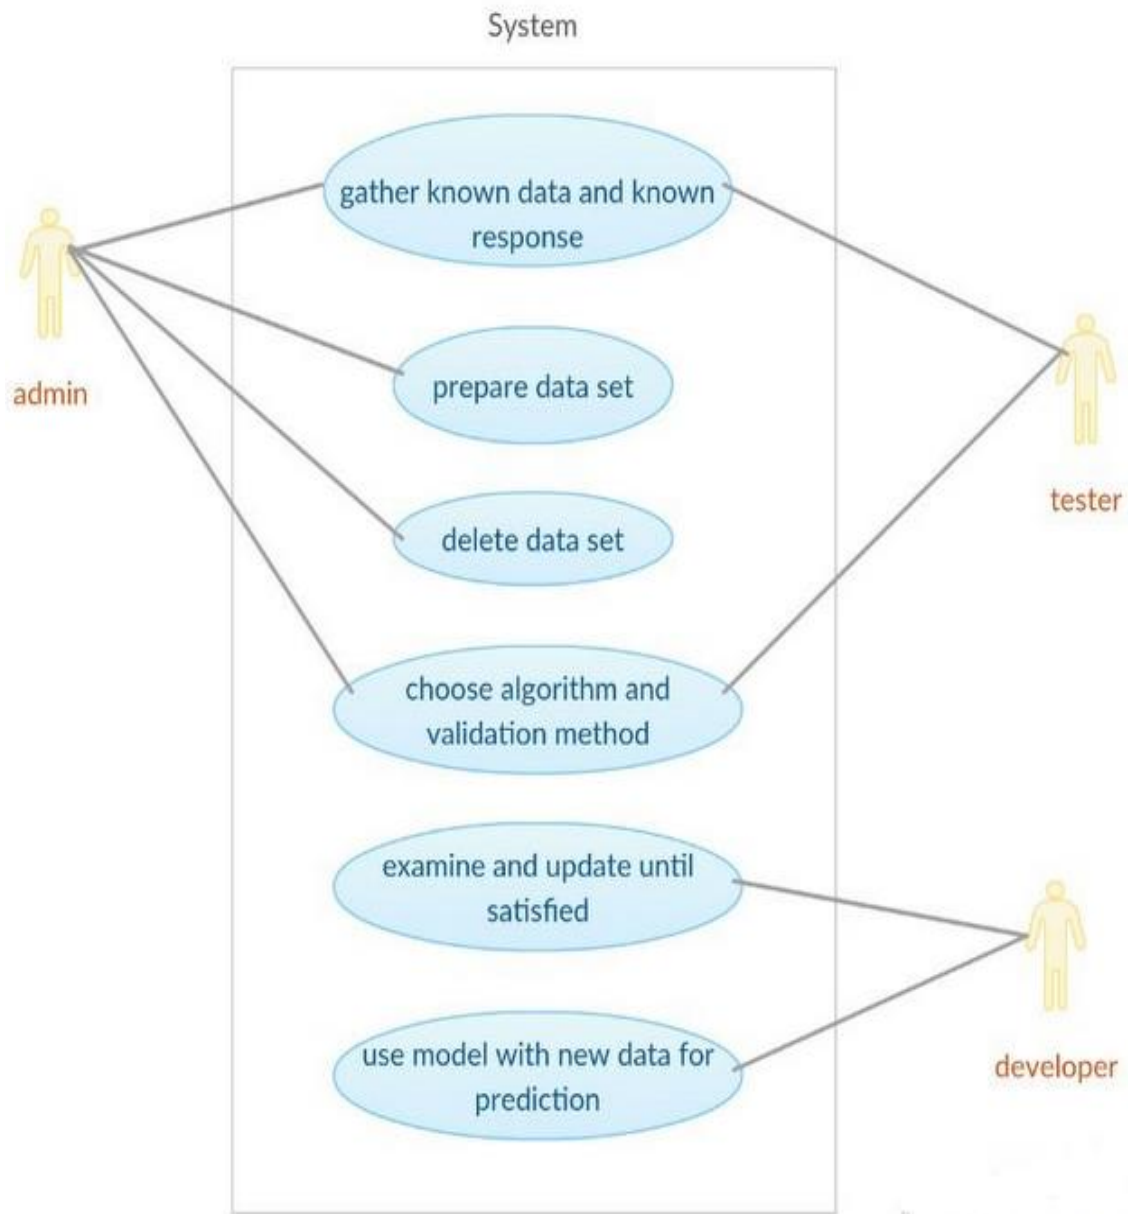 System
gather known data and known
response
admin
prepare data set
tester
delete data set
choose algorithm and
validation method
examine and update until
satisfied
developer
use model with new data for
prediction